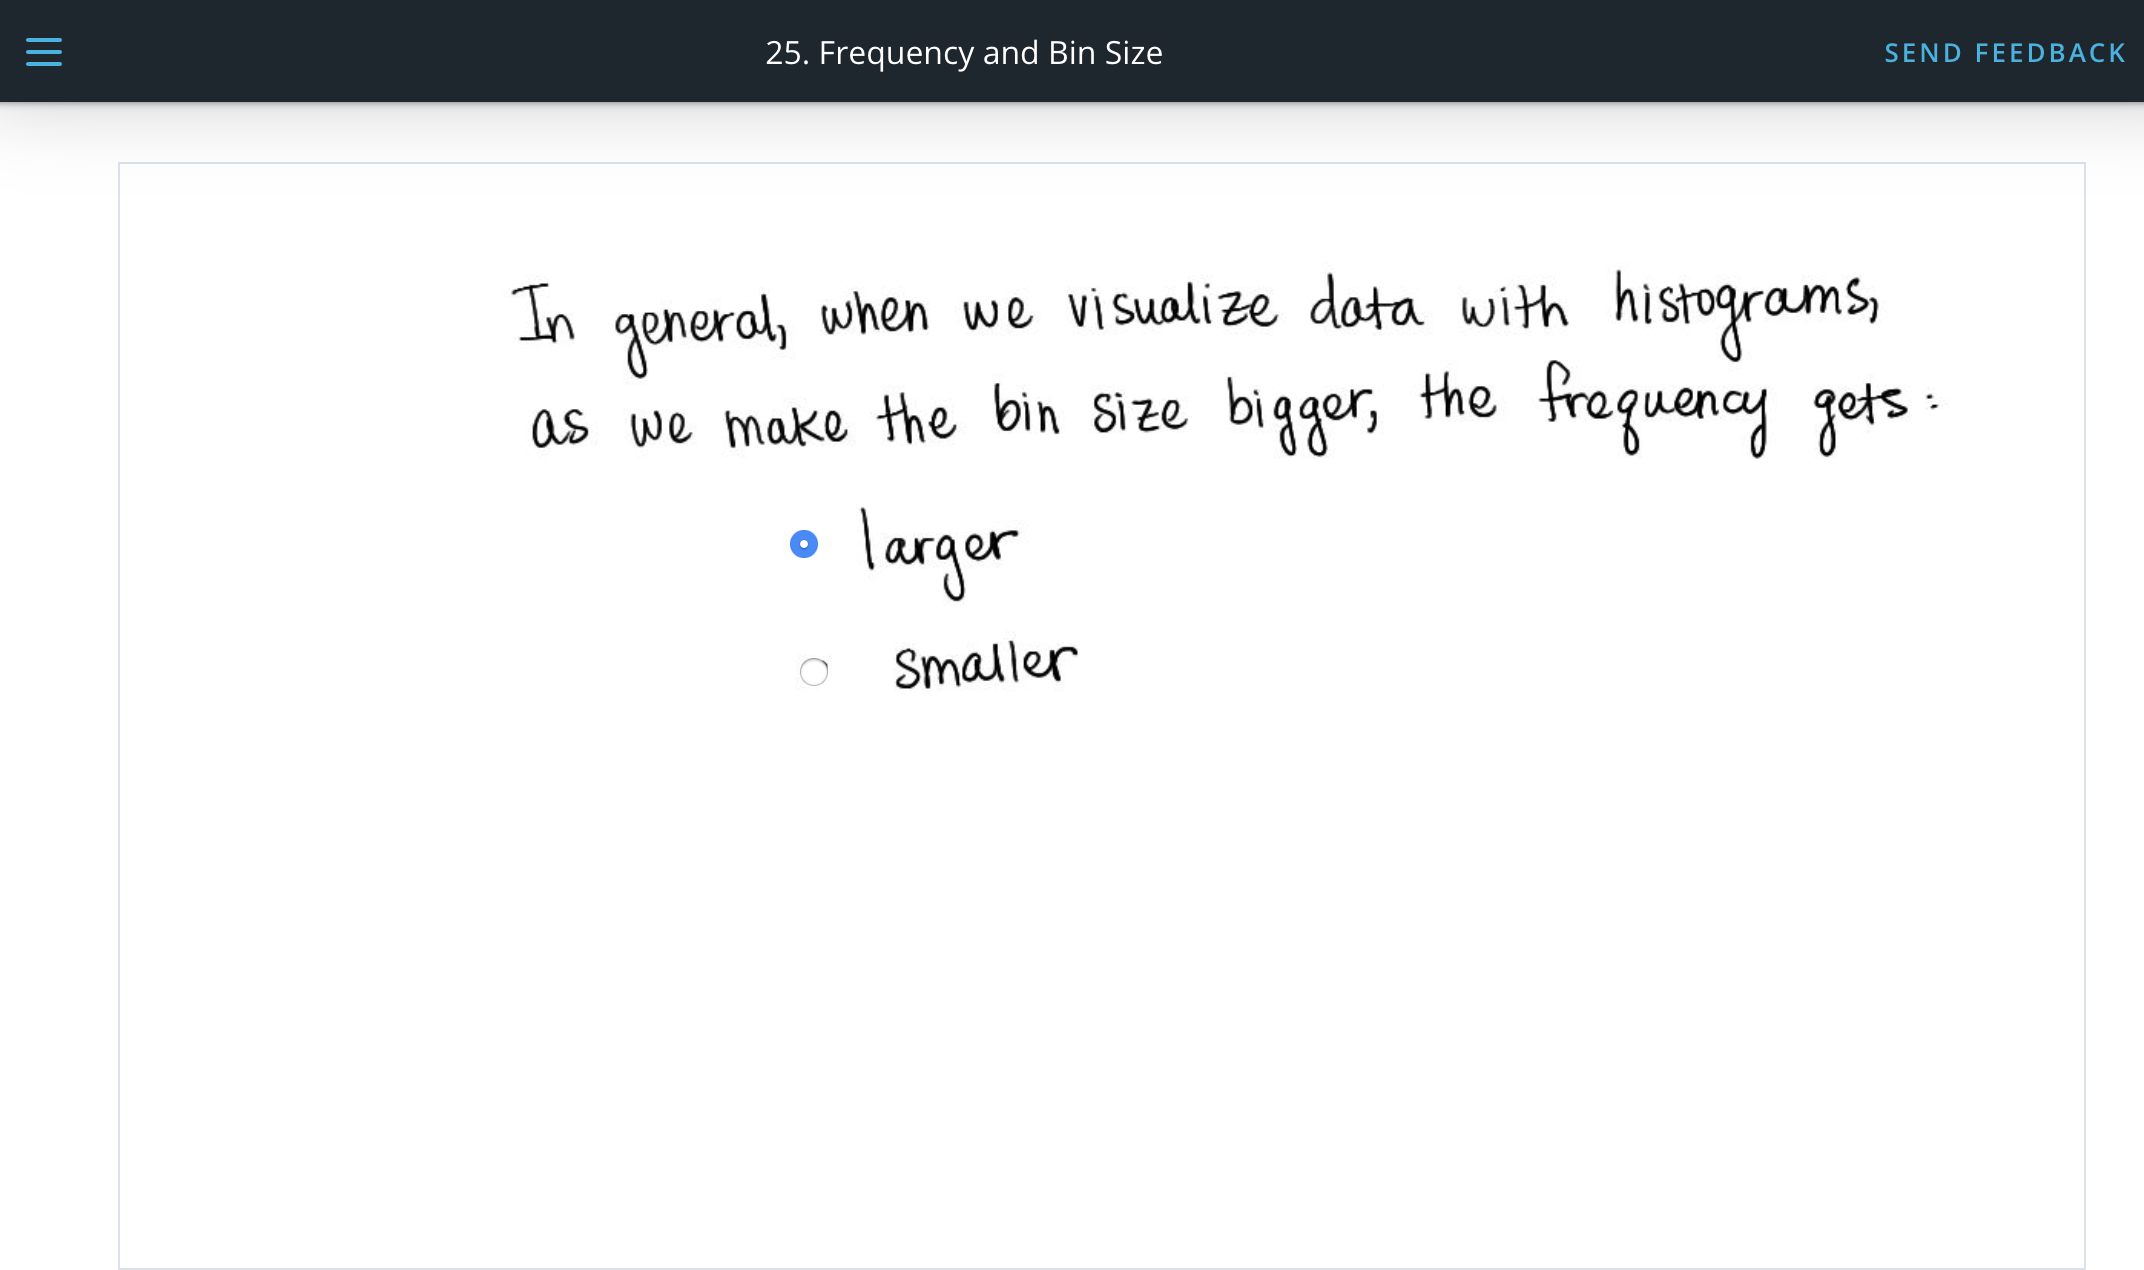 25. Frequency and Bin Size
SEND FEEDBACK
In general, when we visualize data with histograms,
as we make the bin size bigger, the frequency gets:
larger
smaller